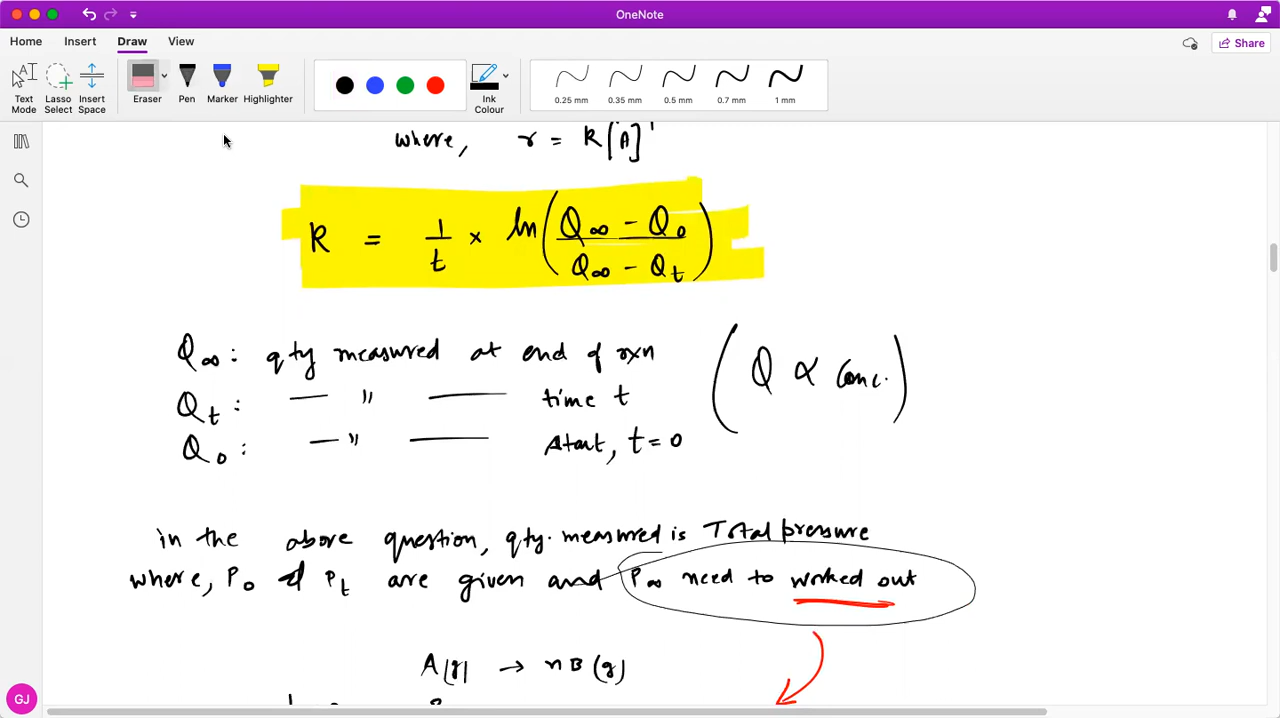 OneNote
Home Insert Draw View
Share
Text Mode
Lasso Select
Insert Space
Eraser
Pen
Marker
Highlighter
Ink Colour
0.25 mm
0.35 mm
0.5 mm
0.7 mm
1 mm
where, r = K[A]¹
K = 1/t × ln(Q∞ − Q₀ / Q∞ − Qt)
Q∞ : qty measured at end of rxn
(Q ∝ Conc.)
Qt : — " — time t
Q₀ : — " — start, t = 0
in the above question, qty. measured is Total pressure
where, P₀ & Pt are given and P∞ need to worked out
A(g) → nB(g)
GJ